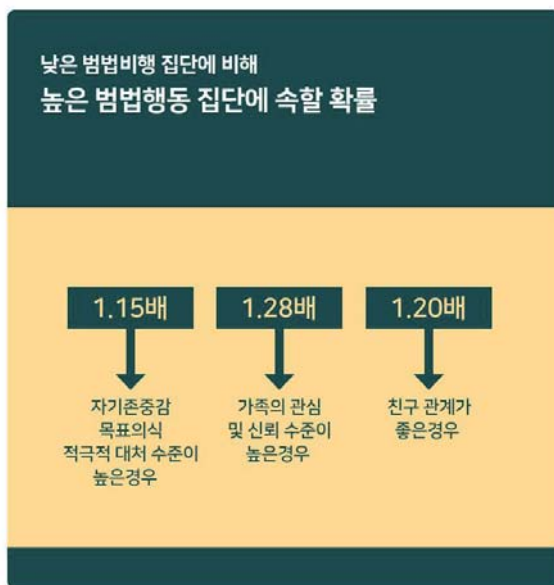 낮은 범법비행 집단에 비해
높은 범법행동 집단에 속할 확률
1.15배
1.28배
1.20배
자기존중감
목표의식
적극적 대처 수준이
높은경우
가족의 관심
및 신뢰 수준이
높은경우
친구 관계가
좋은경우